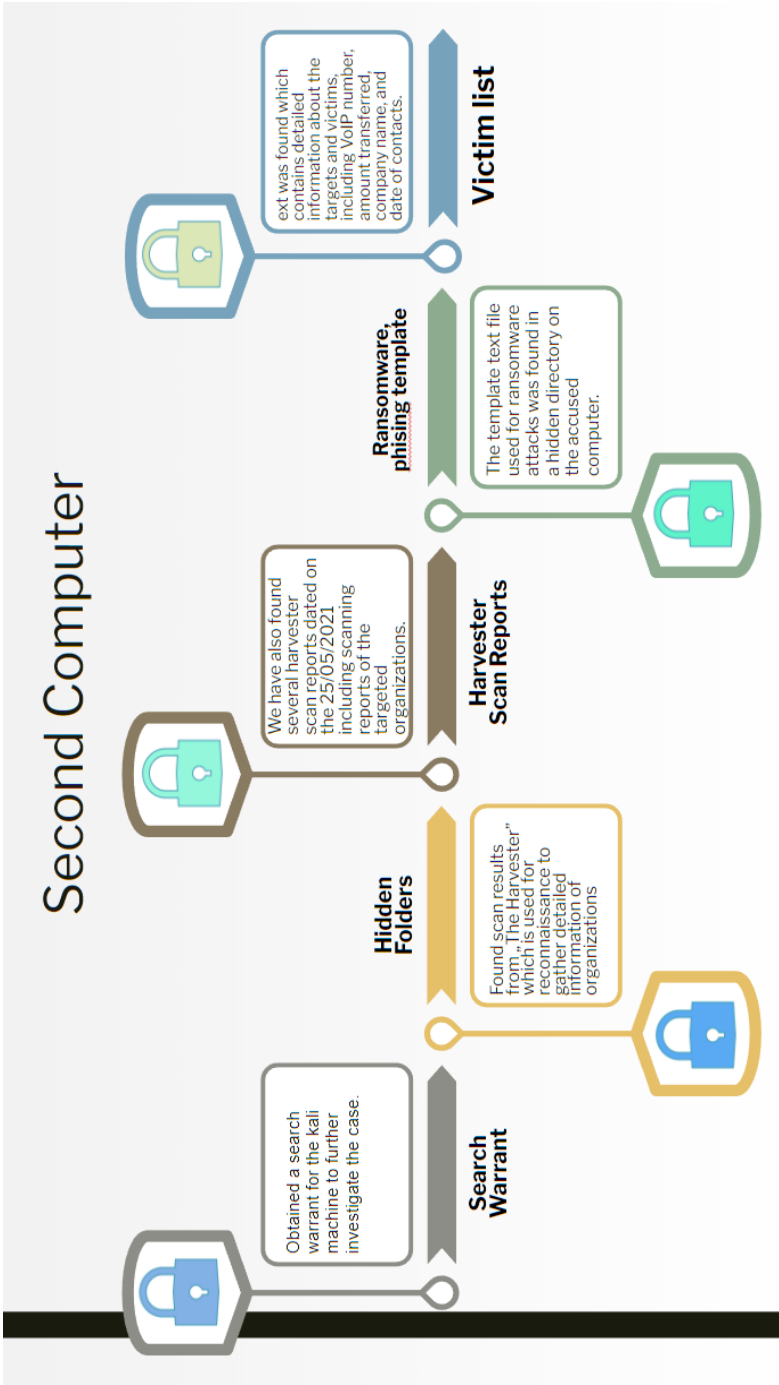 Second Computer
Obtained a search
warrant for the kali
machine to further
investigate the case.
Search
Warrant
Hidden
Folders
Found scan results
from „The Harvester”
which is used for
reconnaissance to
gather detailed
information of
organizations
We have also found
several harvester
scan reports dated on
the 25/05/2021
including scanning
reports of the
targeted
organizations.
Harvester
Scan Reports
Ransomware,
phising template
The template text file
used for ransomware
attacks was found in
a hidden directory on
the accused
computer.
ext was found which
contains detailed
information about the
targets and victims,
including VoIP number,
amount transferred,
company name, and
date of contacts.
Victim list